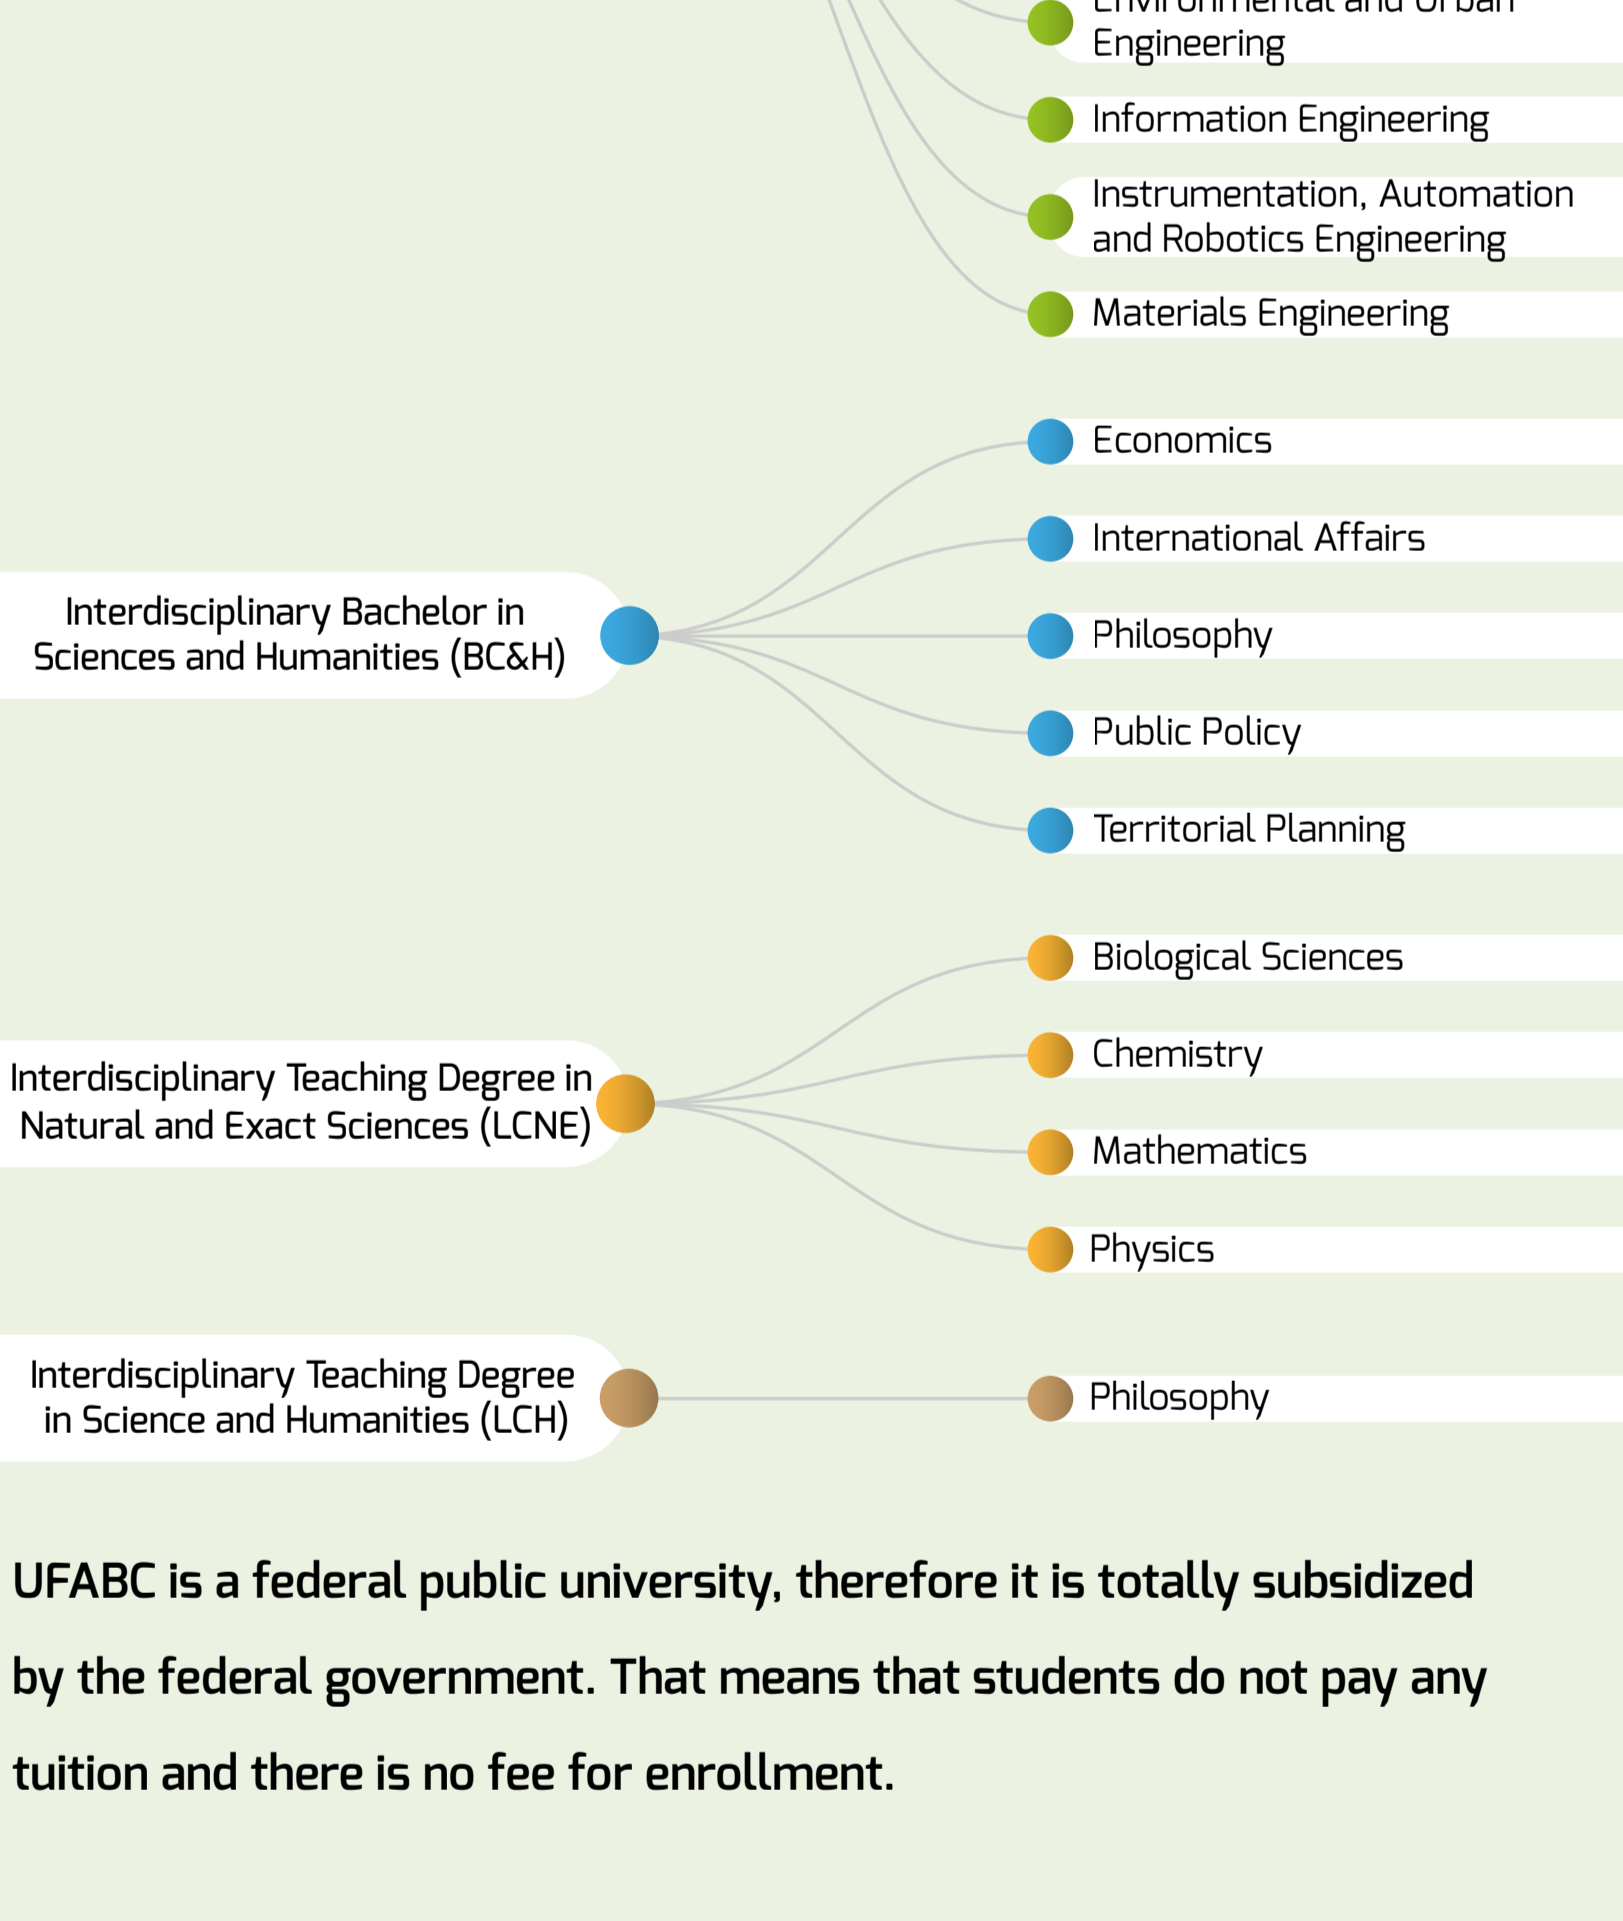 Environmental and Urban
Engineering
Information Engineering
Instrumentation, Automation
and Robotics Engineering
Materials Engineering
Economics
International Affairs
Interdisciplinary Bachelor in
Sciences and Humanities (BC&H)
Philosophy
Public Policy
Territorial Planning
Biological Sciences
Chemistry
Interdisciplinary Teaching Degree in
Natural and Exact Sciences (LCNE)
Mathematics
Physics
Interdisciplinary Teaching Degree
in Science and Humanities (LCH)
Philosophy
UFABC is a federal public university, therefore it is totally subsidized
by the federal government. That means that students do not pay any
tuition and there is no fee for enrollment.